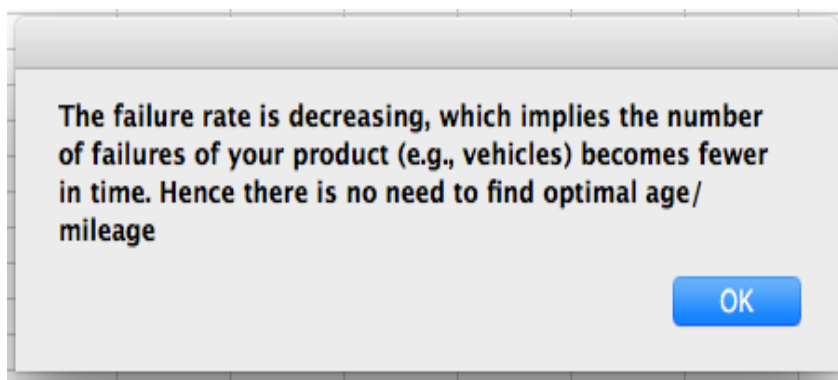 The failure rate is decreasing, which implies the number
of failures of your product (e.g., vehicles) becomes fewer
in time. Hence there is no need to find optimal age/
mileage
OK